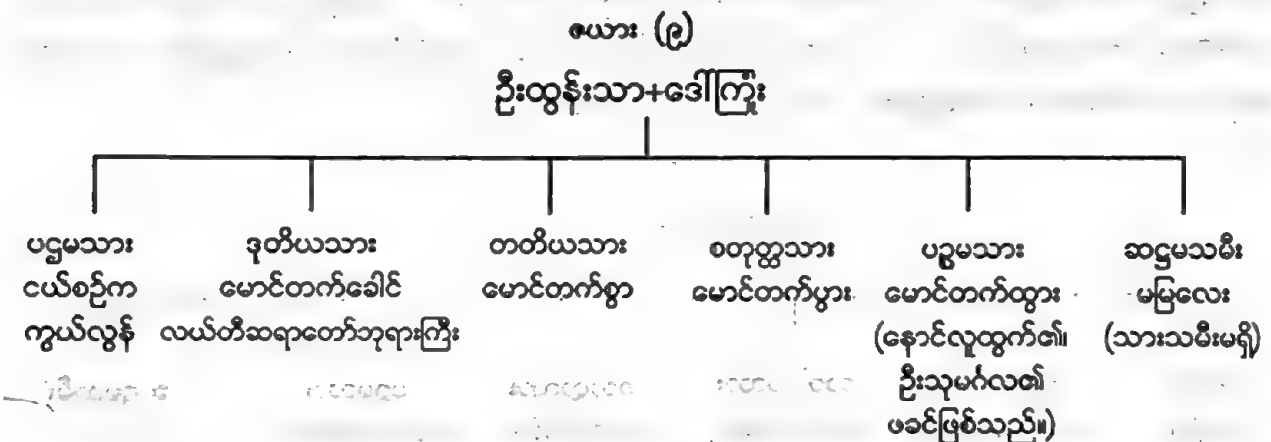 ဇယား (၉)
ဦးထွန်းသာ+ဒေါ်ကြုံး
ပဌမသား
ငယ်စဉ်က
ကွယ်လွန်
ဒုတိယသား
မောင်တက်ခေါင်
လယ်တီဆရာတော်ဘုရားကြီး
တတိယသား
မောင်တက်စွာ
စတုတ္ထသား
မောင်တက်ပွား
ပဉ္စမသား
မောင်တက်ထွား
(နောင်လူထွက်၏၊
ဦးသုမင်္ဂလ၏
ဖခင်ဖြစ်သည်။)
ဆဋ္ဌမသမီး
မမြလေး
(သားသမီးမရှိ)